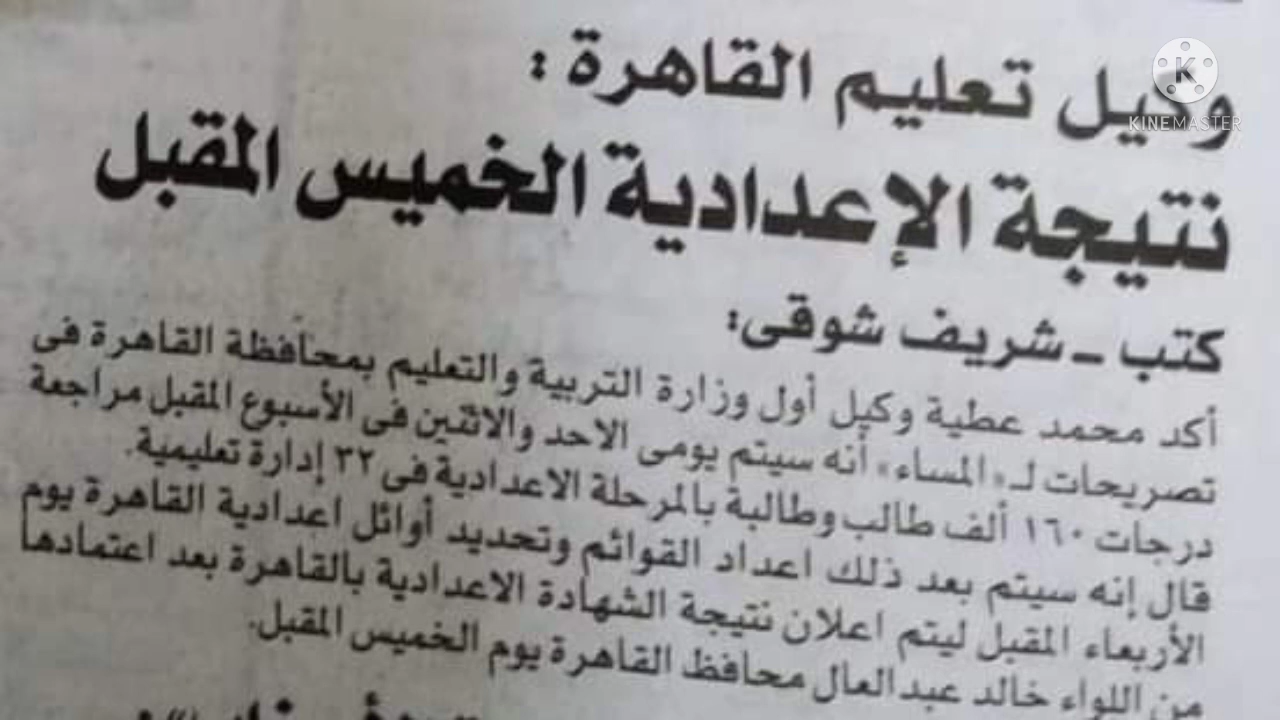 وكيل تعليم القاهرة :
نتيجة الإعدادية الخميس المقبل
كتب ـ شريف شوقى:
أكد محمد عطية وكيل أول وزارة التربية والتعليم بمحافظة القاهرة فى
تصريحات لـ «المساء» أنه سيتم يومى الاحد والاثنين فى الأسبوع المقبل مراجعة
درجات ١٦٠ ألف طالب وطالبة بالمرحلة الاعدادية فى ٣٢ إدارة تعليمية.
قال إنه سيتم بعد ذلك اعداد القوائم وتحديد أوائل اعدادية القاهرة يوم
الأربعاء المقبل ليتم اعلان نتيجة الشهادة الاعدادية بالقاهرة بعد اعتمادها
من اللواء خالد عبدالعال محافظ القاهرة يوم الخميس المقبل.
K
KINEMASTER